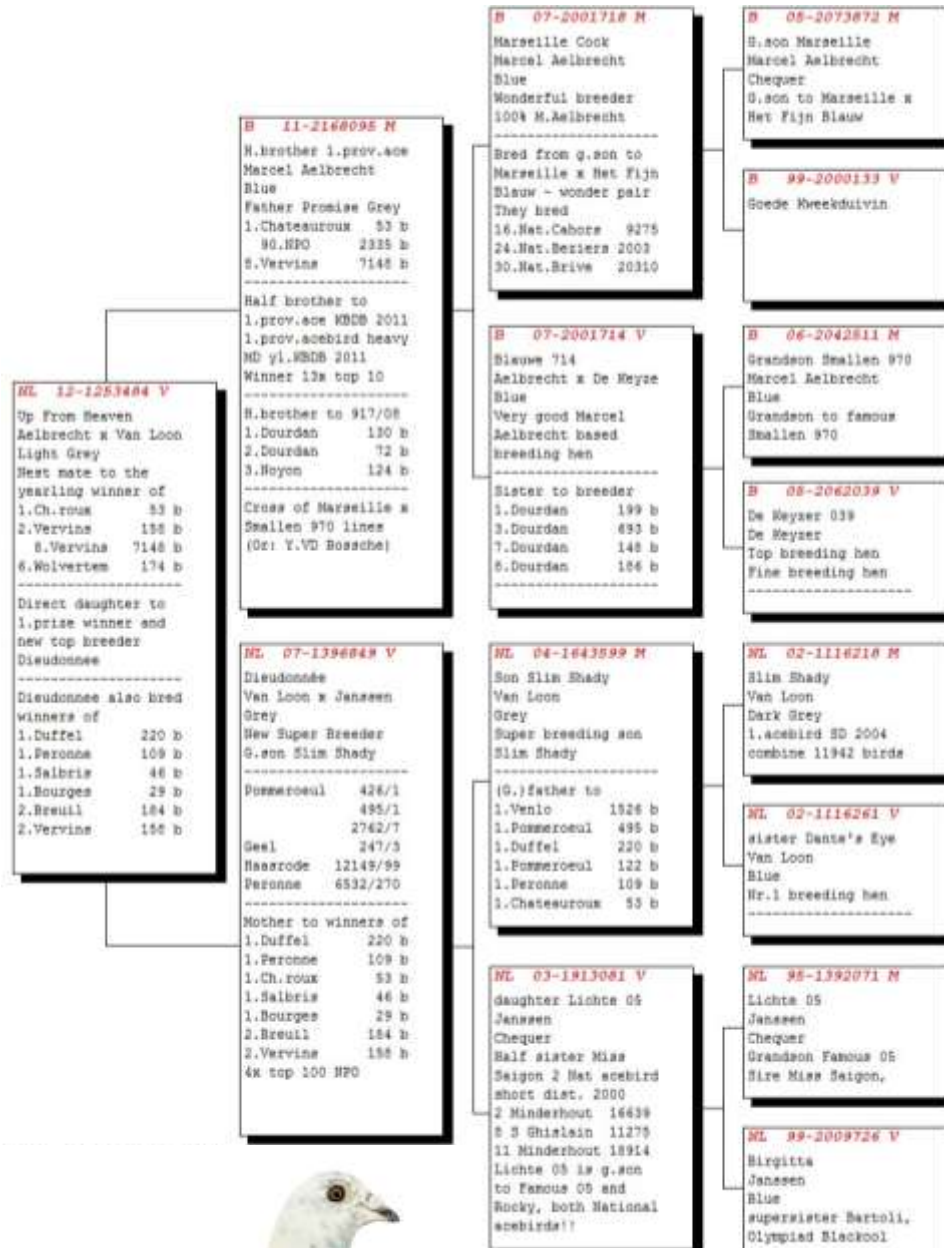 NL 12-1253484 V
Up From Heaven
Aelbrecht x Van Loon
Light Grey
Nest mate to the
yearling winner of
1.Ch.roux 53 b
2.Vervins 158 b
8.Vervins 7148 b
6.Wolvertem 174 b
--------------------
Direct daughter to
1.prize winner and
new top breeder
Dieudonnee
--------------------
Dieudonnee also bred
winners of
1.Duffel 220 b
1.Peronne 109 b
1.Salbris 46 b
1.Bourges 29 b
2.Breuil 184 b
2.Vervins 158 b
B 11-2168095 M
H.brother 1.prov.ace
Marcel Aelbrecht
Blue
Father Promise Grey
1.Chateauroux 53 b
90.NPO 2335 b
8.Vervins 7148 b
--------------------
Half brother to
1.prov.ace KBDB 2011
1.prov.acebird heavy
MD yl.KBDB 2011
Winner 13x top 10
--------------------
H.brother to 917/08
1.Dourdan 130 b
2.Dourdan 72 b
3.Noyon 124 b
--------------------
Cross of Marseille x
Smallen 970 lines
(Or: Y.VD Bossche)
NL 07-1396849 V
Dieudonnée
Van Loon x Janssen
Grey
New Super Breeder
G.son Slim Shady
--------------------
Pommeroeul 426/1
495/1
2762/7
Geel 247/3
Haasrode 12149/99
Peronne 6532/270
--------------------
Mother to winners of
1.Duffel 220 b
1.Peronne 109 b
1.Ch.roux 53 b
1.Salbris 46 b
1.Bourges 29 b
2.Breuil 184 b
2.Vervins 158 b
4x top 100 NPO
B 07-2001718 M
Marseille Cock
Marcel Aelbrecht
Blue
Wonderful breeder
100% M.Aelbrecht
--------------------
Bred from g.son to
Marseille x Het Fijn
Blauw - wonder pair
They bred
16.Nat.Cahors 9275
24.Nat.Beziers 2003
30.Nat.Brive 20310
B 07-2001714 V
Blauwe 714
Aelbrecht x De Keyze
Blue
Very good Marcel
Aelbrecht based
breeding hen
--------------------
Sister to breeder
1.Dourdan 199 b
3.Dourdan 693 b
7.Dourdan 148 b
8.Dourdan 186 b
--------------------
NL 04-1643599 M
Son Slim Shady
Van Loon
Grey
Super breeding son
Slim Shady
--------------------
(G.)father to
1.Venlo 1526 b
1.Pommeroeul 495 b
1.Duffel 220 b
1.Pommeroeul 122 b
1.Peronne 109 b
1.Chateauroux 53 b
NL 03-1913081 V
daughter Lichte 05
Janssen
Chequer
Half sister Miss
Saigon 2 Nat acebird
short dist. 2000
2 Minderhout 16639
8 S Ghislain 11275
11 Minderhout 18914
Lichte 05 is g.son
to Famous 05 and
Rocky, both National
acebirds!!
B 05-2073872 M
G.son Marseille
Marcel Aelbrecht
Chequer
G.son to Marseille x
Het Fijn Blauw
B 99-2000133 V
Goede Kweekduivin
B 06-2042511 M
Grandson Smallen 970
Marcel Aelbrecht
Blue
Grandson to famous
Smallen 970
B 05-2062039 V
De Keyzer 039
De Keyzer
Top breeding hen
Fine breeding hen
--------------------
NL 02-1116218 M
Slim Shady
Van Loon
Dark Grey
1.acebird SD 2004
combine 11942 birds
NL 02-1116261 V
sister Dante's Eye
Van Loon
Blue
Nr.1 breeding hen
--------------------
NL 95-1392071 M
Lichte 05
Janssen
Chequer
Grandson Famous 05
Sire Miss Saigon,
NL 99-2009726 V
Birgitta
Janssen
Blue
supersister Bartoli,
Olympiad Blackool